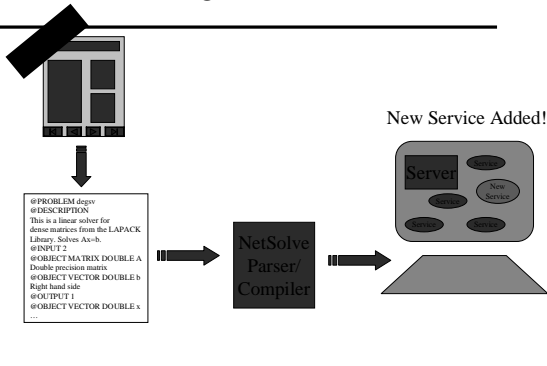 New Service Added!
@PROBLEM degsv
@DESCRIPTION
This is a linear solver for
dense matrices from the LAPACK
Library. Solves Ax=b.
@INPUT 2
@OBJECT MATRIX DOUBLE A
Double precision matrix
@OBJECT VECTOR DOUBLE b
Right hand side
@OUTPUT 1
@OBJECT VECTOR DOUBLE x
…
NetSolve
Parser/
Compiler
Server
Service
New
Service
Service
Service
Service